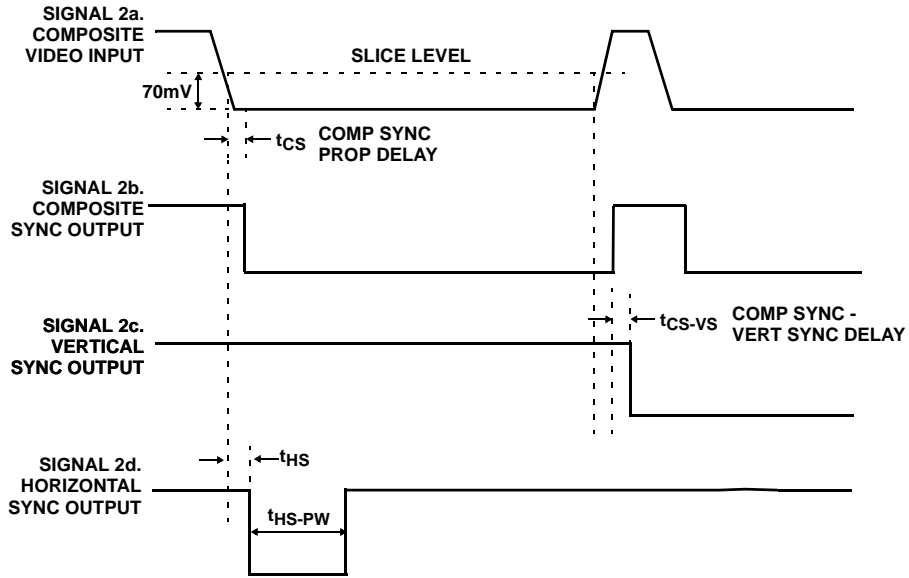 SIGNAL 2a.
COMPOSITE
VIDEO INPUT
SLICE LEVEL
70mV
tCS
COMP SYNC
PROP DELAY
SIGNAL 2b.
COMPOSITE
SYNC OUTPUT
tCS-VS
COMP SYNC -
VERT SYNC DELAY
SIGNAL 2c.
VERTICAL
SYNC OUTPUT
SIGNAL 2d.
HORIZONTAL
SYNC OUTPUT
tHS
tHS-PW